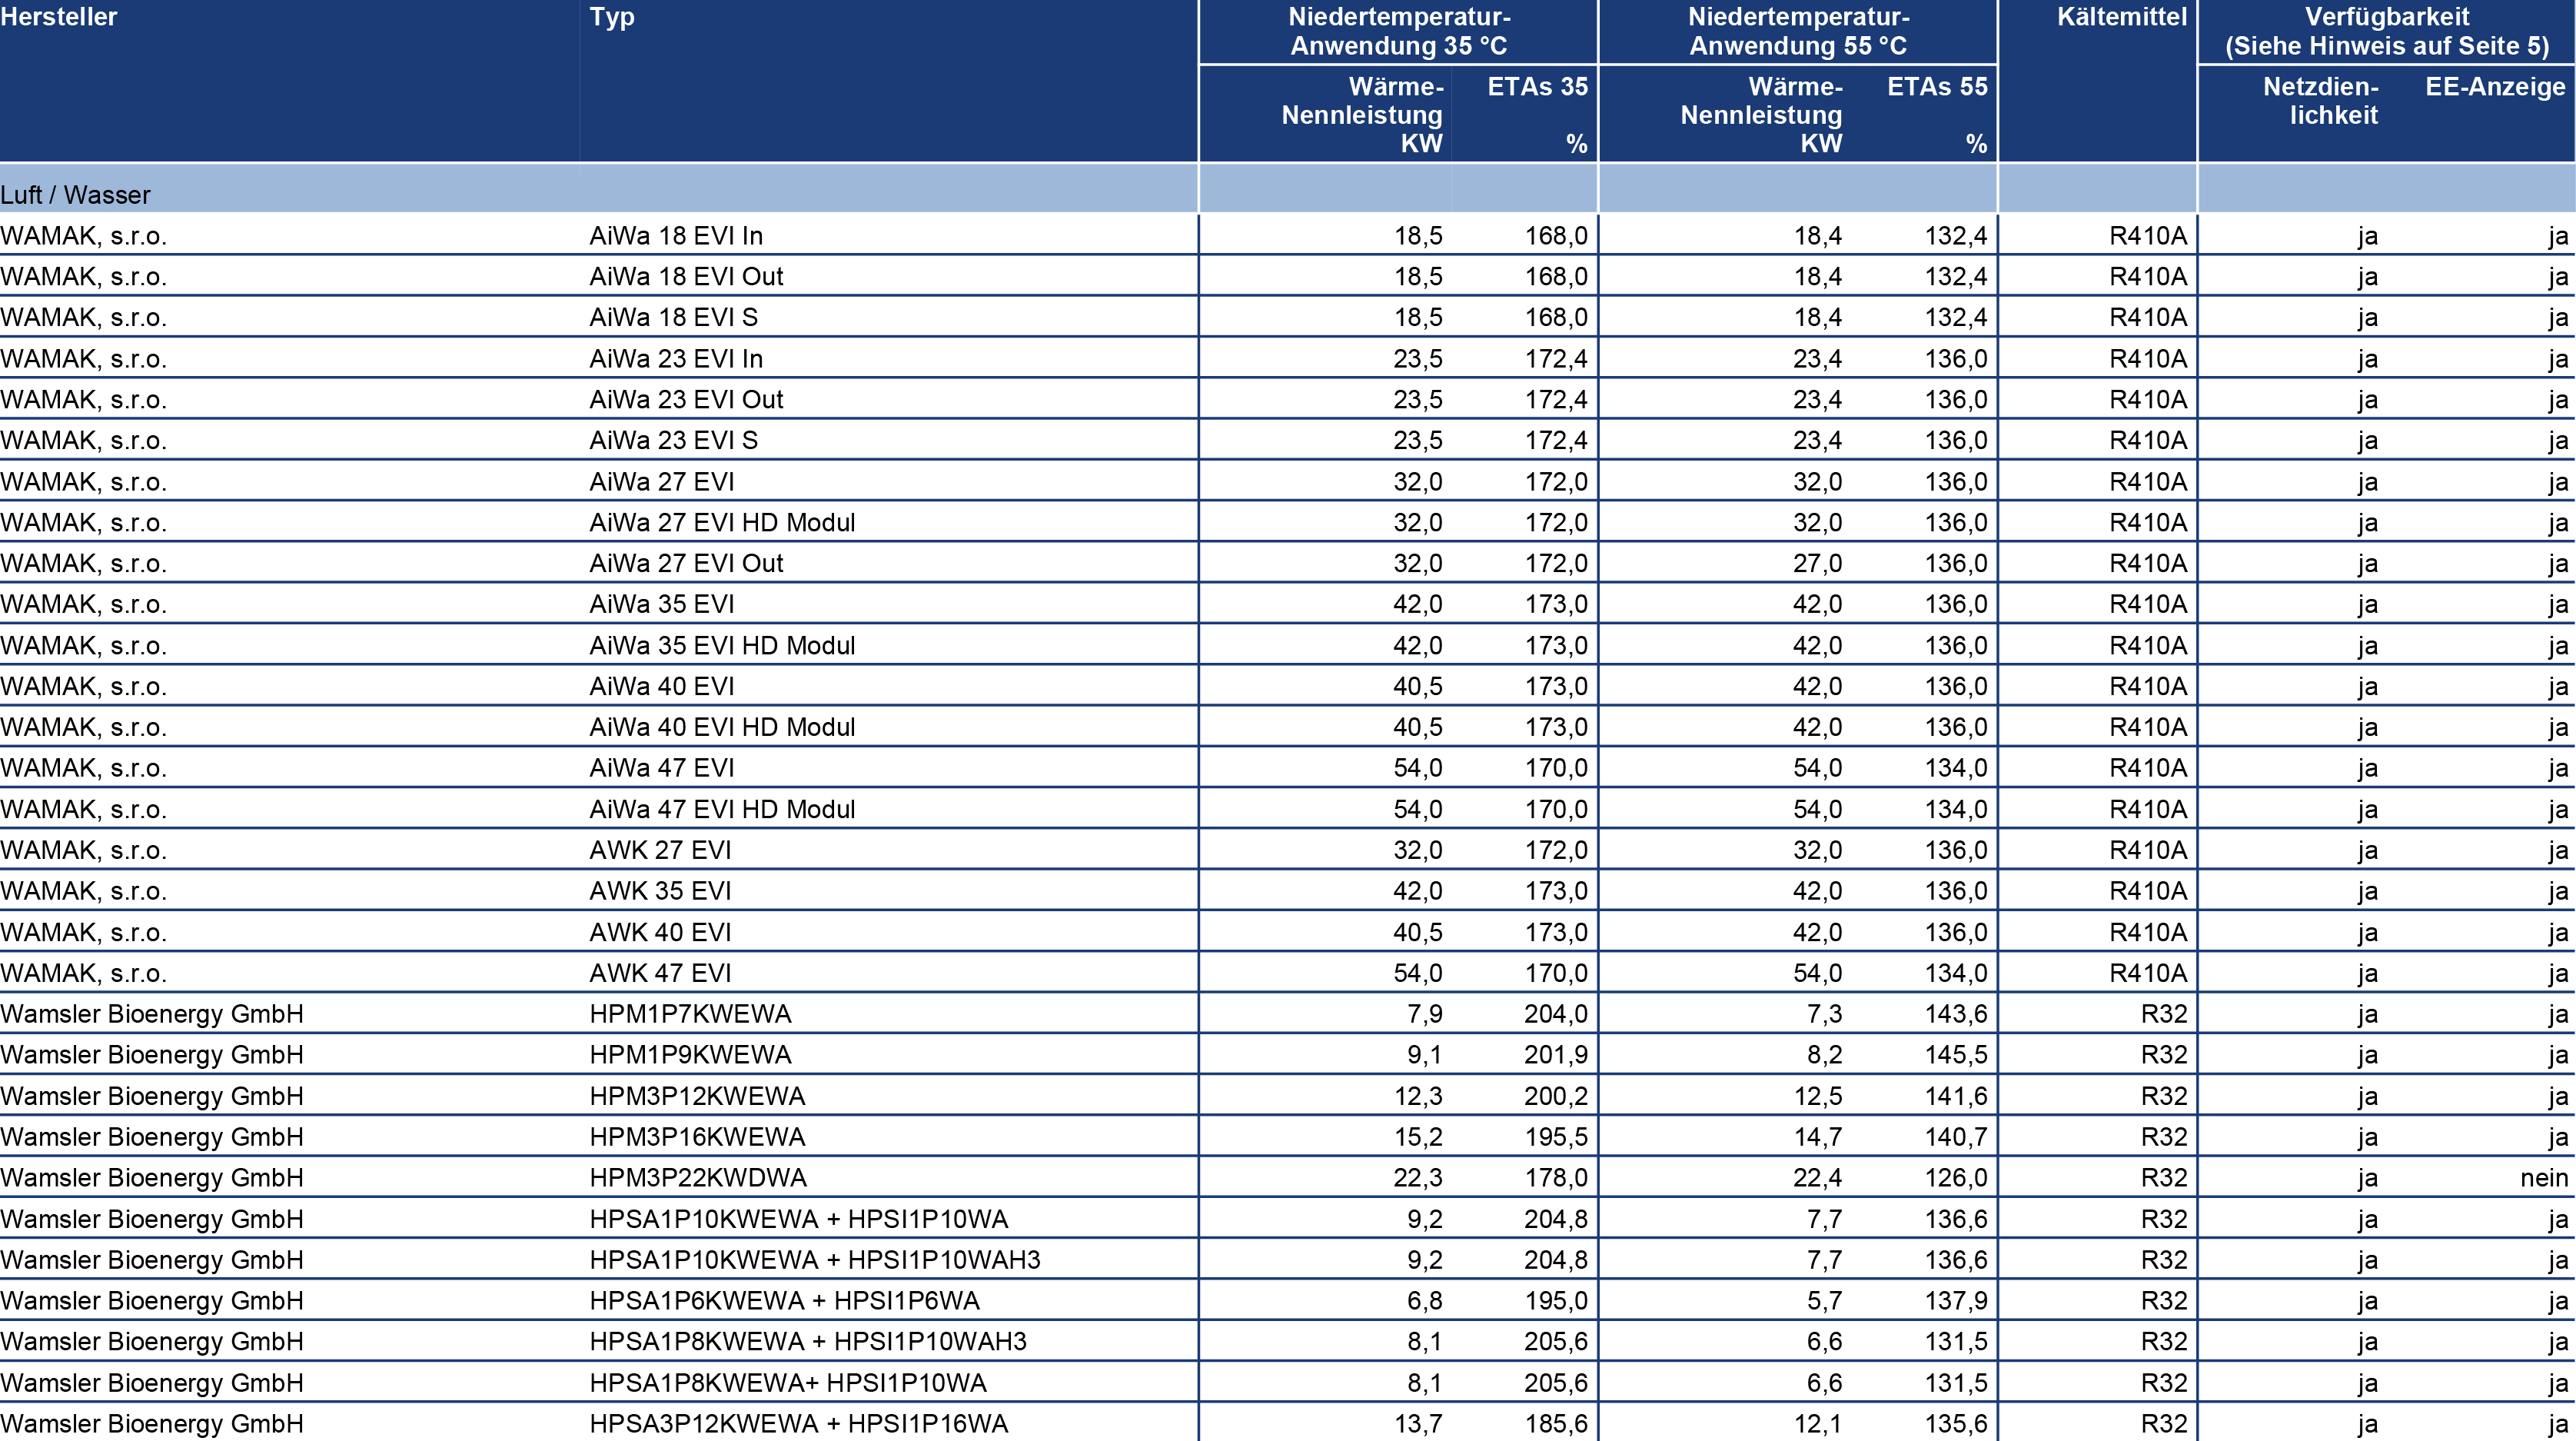 Hersteller Typ Niedertemperatur- Niedertemperatur- Kältemittel Verfügbarkeit
Anwendung 35 °C Anwendung 55 °C (Siehe Hinweis auf Seite 5)
Wärme- ETAs 35 Wärme- ETAs 55 Netzdien- EE-Anzeige
Nennleistung Nennleistung lichkeit
KW % KW %
Luft / Wasser
WAMAK, s.r.o. AiWa 18 EVI In 18,5 168,0 18,4 132,4 R410A ja ja
WAMAK, s.r.o. AiWa 18 EVI Out 18,5 168,0 18,4 132,4 R410A ja ja
WAMAK, s.r.o. AiWa 18 EVI S 18,5 168,0 18,4 132,4 R410A ja ja
WAMAK, s.r.o. AiWa 23 EVI In 23,5 172,4 23,4 136,0 R410A ja ja
WAMAK, s.r.o. AiWa 23 EVI Out 23,5 172,4 23,4 136,0 R410A ja ja
WAMAK, s.r.o. AiWa 23 EVI S 23,5 172,4 23,4 136,0 R410A ja ja
WAMAK, s.r.o. AiWa 27 EVI 32,0 172,0 32,0 136,0 R410A ja ja
WAMAK, s.r.o. AiWa 27 EVI HD Modul 32,0 172,0 32,0 136,0 R410A ja ja
WAMAK, s.r.o. AiWa 27 EVI Out 32,0 172,0 27,0 136,0 R410A ja ja
WAMAK, s.r.o. AiWa 35 EVI 42,0 173,0 42,0 136,0 R410A ja ja
WAMAK, s.r.o. AiWa 35 EVI HD Modul 42,0 173,0 42,0 136,0 R410A ja ja
WAMAK, s.r.o. AiWa 40 EVI 40,5 173,0 42,0 136,0 R410A ja ja
WAMAK, s.r.o. AiWa 40 EVI HD Modul 40,5 173,0 42,0 136,0 R410A ja ja
WAMAK, s.r.o. AiWa 47 EVI 54,0 170,0 54,0 134,0 R410A ja ja
WAMAK, s.r.o. AiWa 47 EVI HD Modul 54,0 170,0 54,0 134,0 R410A ja ja
WAMAK, s.r.o. AWK 27 EVI 32,0 172,0 32,0 136,0 R410A ja ja
WAMAK, s.r.o. AWK 35 EVI 42,0 173,0 42,0 136,0 R410A ja ja
WAMAK, s.r.o. AWK 40 EVI 40,5 173,0 42,0 136,0 R410A ja ja
WAMAK, s.r.o. AWK 47 EVI 54,0 170,0 54,0 134,0 R410A ja ja
Wamsler Bioenergy GmbH HPM1P7KWEWA 7,9 204,0 7,3 143,6 R32 ja ja
Wamsler Bioenergy GmbH HPM1P9KWEWA 9,1 201,9 8,2 145,5 R32 ja ja
Wamsler Bioenergy GmbH HPM3P12KWEWA 12,3 200,2 12,5 141,6 R32 ja ja
Wamsler Bioenergy GmbH HPM3P16KWEWA 15,2 195,5 14,7 140,7 R32 ja ja
Wamsler Bioenergy GmbH HPM3P22KWDWA 22,3 178,0 22,4 126,0 R32 ja nein
Wamsler Bioenergy GmbH HPSA1P10KWEWA + HPSI1P10WA 9,2 204,8 7,7 136,6 R32 ja ja
Wamsler Bioenergy GmbH HPSA1P10KWEWA + HPSI1P10WAH3 9,2 204,8 7,7 136,6 R32 ja ja
Wamsler Bioenergy GmbH HPSA1P6KWEWA + HPSI1P6WA 6,8 195,0 5,7 137,9 R32 ja ja
Wamsler Bioenergy GmbH HPSA1P8KWEWA + HPSI1P10WAH3 8,1 205,6 6,6 131,5 R32 ja ja
Wamsler Bioenergy GmbH HPSA1P8KWEWA+ HPSI1P10WA 8,1 205,6 6,6 131,5 R32 ja ja
Wamsler Bioenergy GmbH HPSA3P12KWEWA + HPSI1P16WA 13,7 185,6 12,1 135,6 R32 ja ja